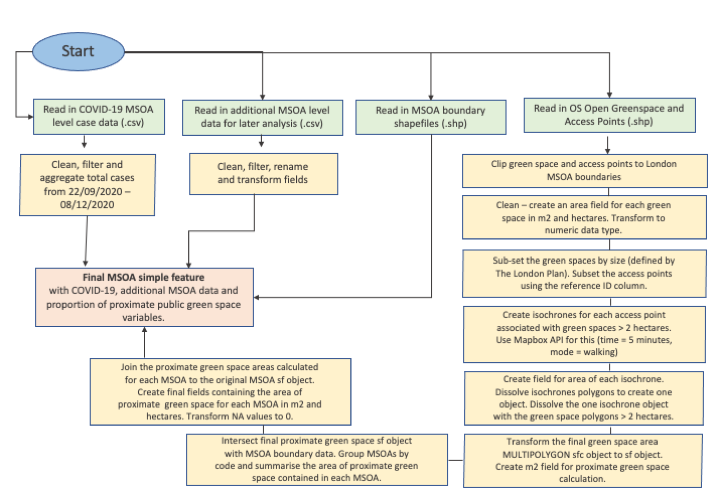 Start
Read in COVID-19 MSOA
level case data (.csv)
Read in additional MSOA level
data for later analysis (.csv)
Read in MSOA boundary
shapefiles (.shp)
Read in OS Open Greenspace and
Access Points (.shp)
Clean, filter and
aggregate total cases
from 22/09/2020 –
08/12/2020
Clean, filter, rename
and transform fields
Clip green space and access points to London
MSOA boundaries
Clean – create an area field for each green
space in m2 and hectares. Transform to
numeric data type.
Sub-set the green spaces by size (defined by
The London Plan). Subset the access points
using the reference ID column.
Final MSOA simple feature
with COVID-19, additional MSOA data and
proportion of proximate public green space
variables.
Create isochrones for each access point
associated with green spaces > 2 hectares.
Use Mapbox API for this (time = 5 minutes,
mode = walking)
Join the proximate green space areas calculated
for each MSOA to the original MSOA sf object.
Create final fields containing the area of
proximate green space for each MSOA in m2 and
hectares. Transform NA values to 0.
Create field for area of each isochrone.
Dissolve isochrones polygons to create one
object. Dissolve the one isochrone object
with the green space polygons > 2 hectares.
Intersect final proximate green space sf object
with MSOA boundary data. Group MSOAs by
code and summarise the area of proximate green
space contained in each MSOA.
Transform the final green space area
MULTIPOLYGON sfc object to sf object.
Create m2 field for proximate green space
calculation.